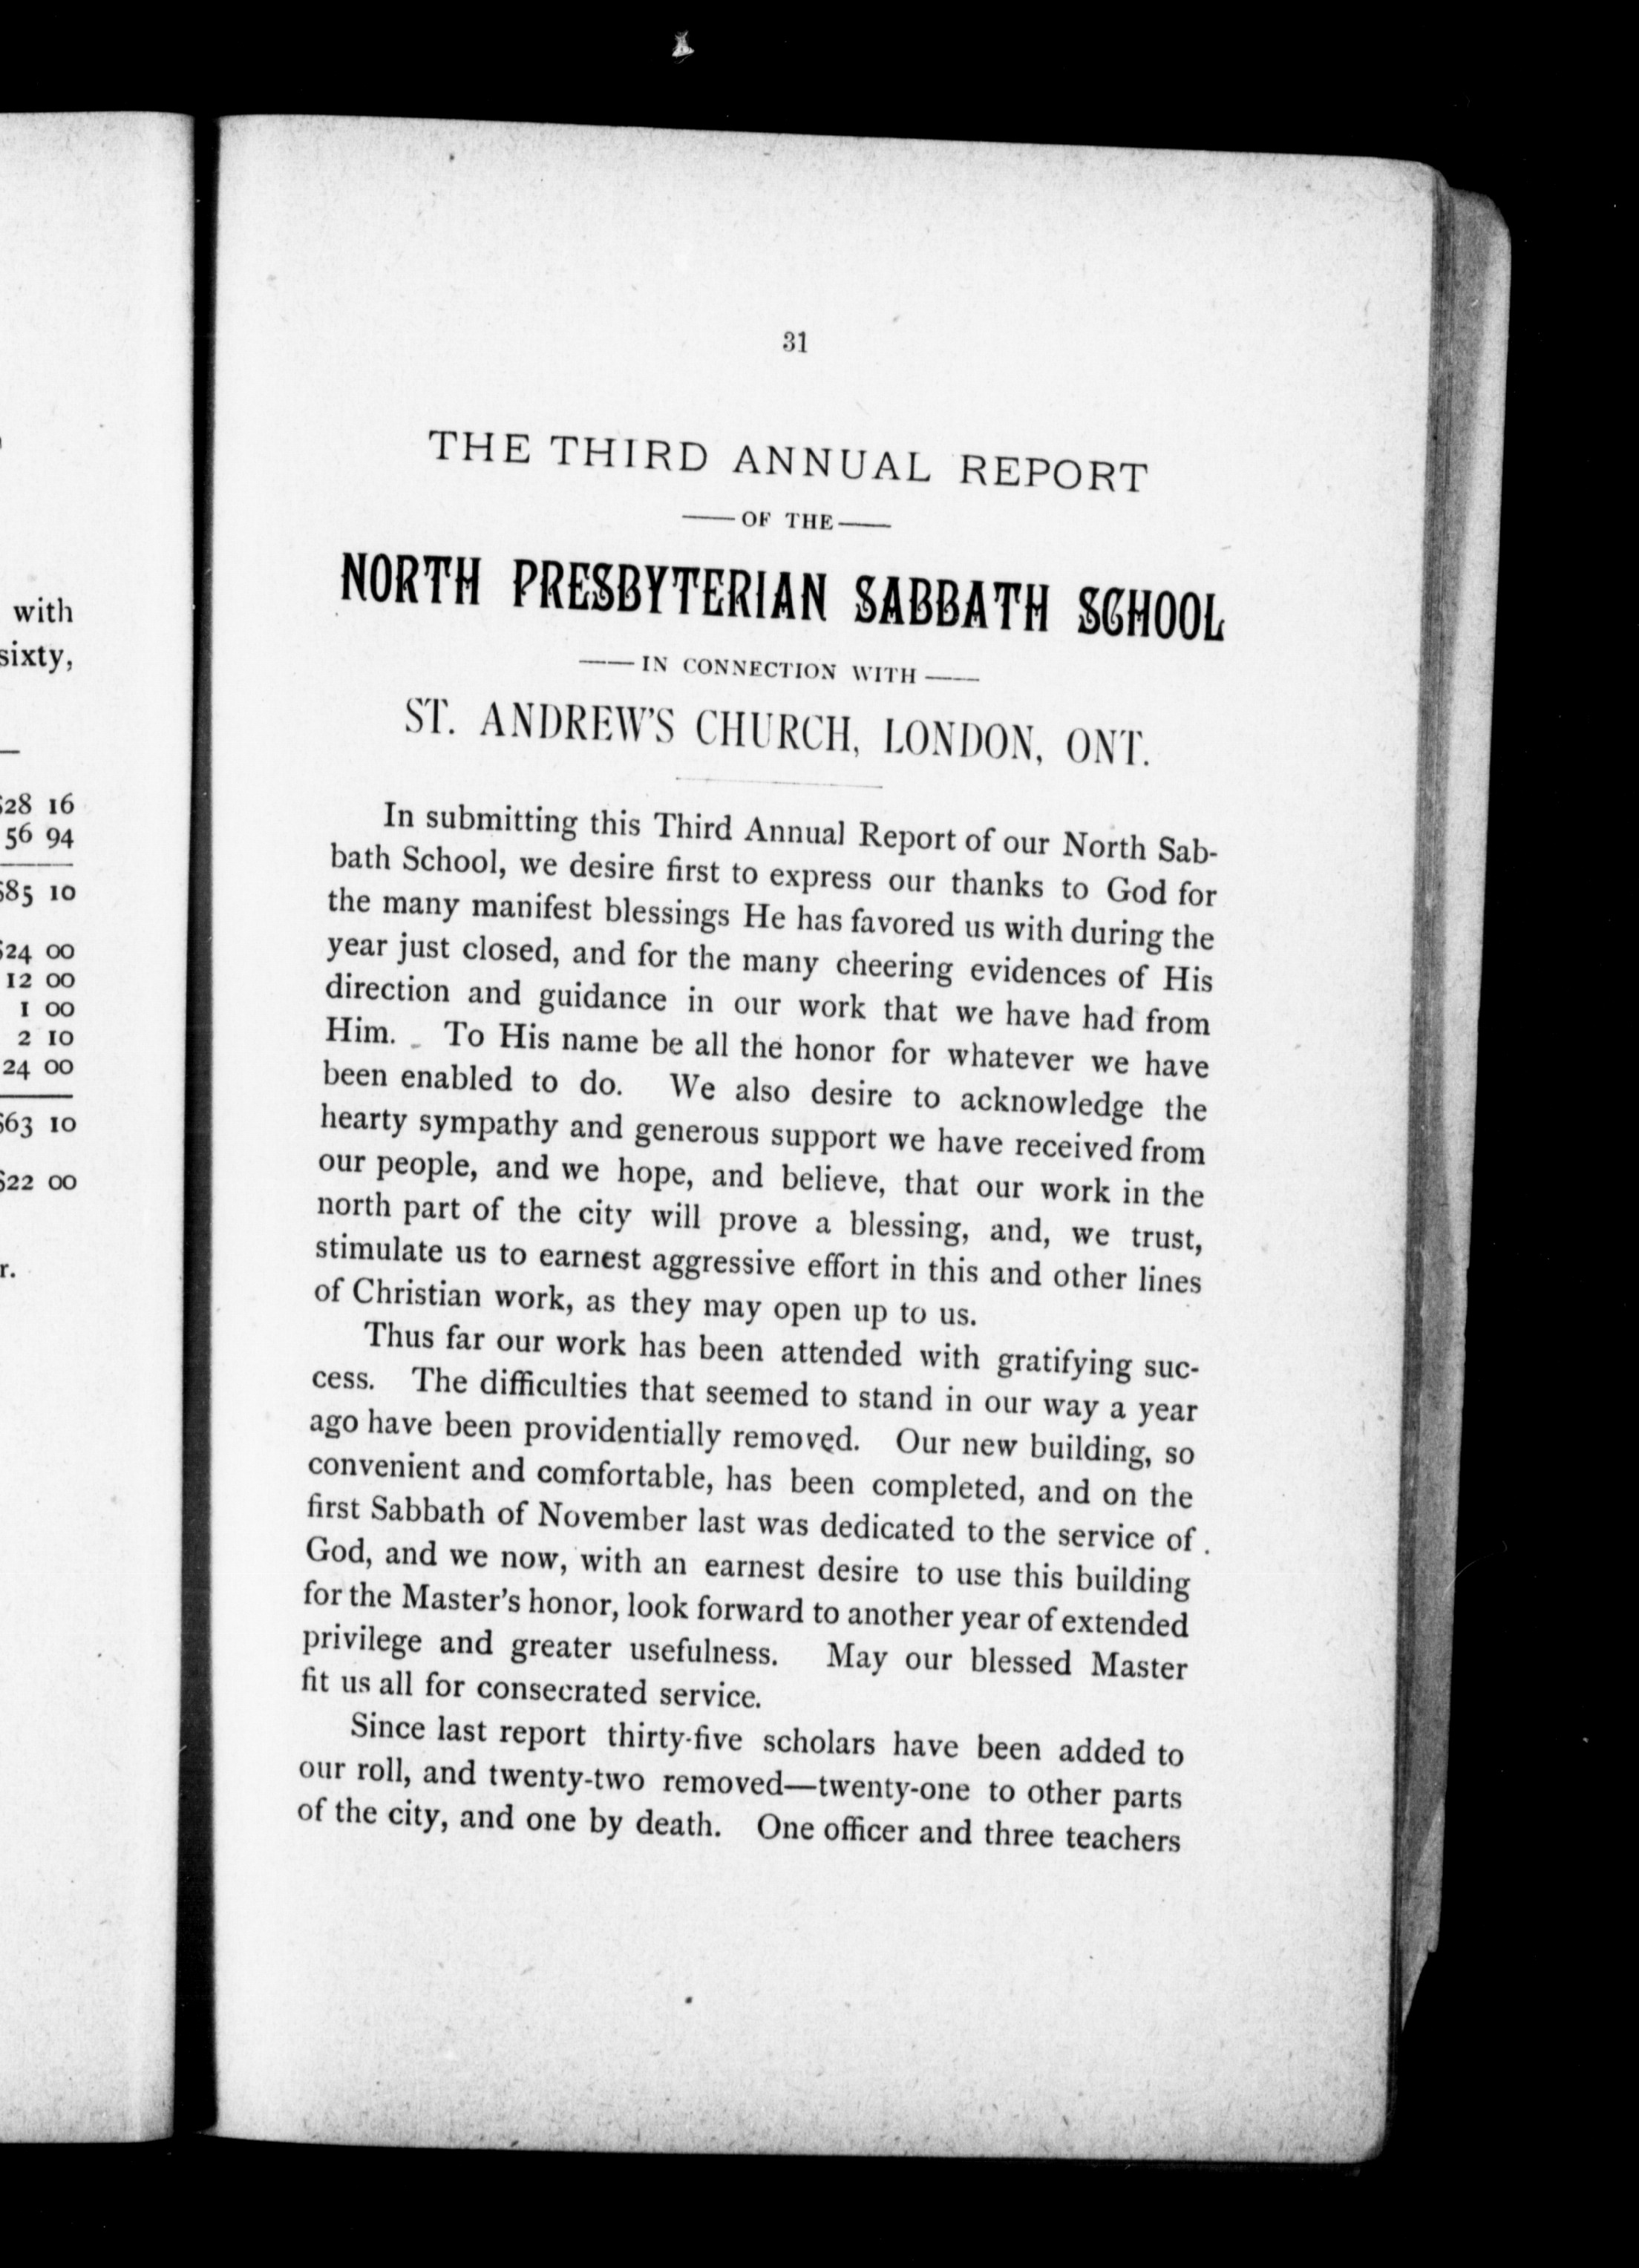 with
sixty,
28 16
56 94
85 10
24 00
12 00
1 00
2 10
24 00
63 10
22 00
r.
31
THE THIRD ANNUAL REPORT
—OF THE—
NORTH PRESBYTERIAN SABBATH SCHOOL
—IN CONNECTION WITH—
ST. ANDREW'S CHURCH, LONDON, ONT.
In submitting this Third Annual Report of our North Sab-
bath School, we desire first to express our thanks to God for
the many manifest blessings He has favored us with during the
year just closed, and for the many cheering evidences of His
direction and guidance in our work that we have had from
Him. To His name be all the honor for whatever we have
been enabled to do. We also desire to acknowledge the
hearty sympathy and generous support we have received from
our people, and we hope, and believe, that our work in the
north part of the city will prove a blessing, and, we trust,
stimulate us to earnest aggressive effort in this and other lines
of Christian work, as they may open up to us.
Thus far our work has been attended with gratifying suc-
cess. The difficulties that seemed to stand in our way a year
ago have been providentially removed. Our new building, so
convenient and comfortable, has been completed, and on the
first Sabbath of November last was dedicated to the service of
God, and we now, with an earnest desire to use this building
for the Master's honor, look forward to another year of extended
privilege and greater usefulness. May our blessed Master
fit us all for consecrated service.
Since last report thirty-five scholars have been added to
our roll, and twenty-two removed—twenty-one to other parts
of the city, and one by death. One officer and three teachers